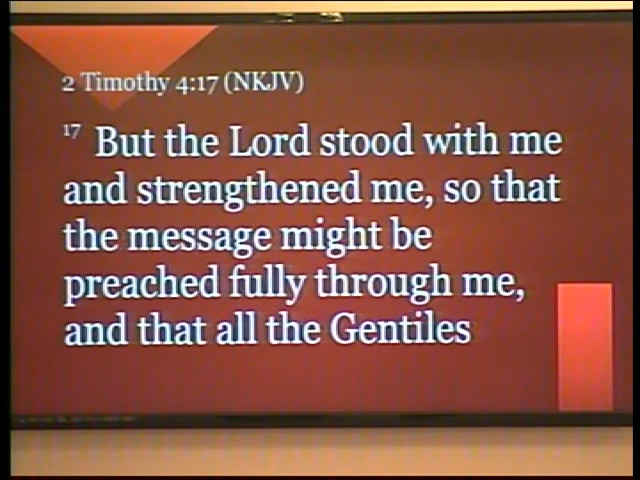 2 Timothy 4:17 (NKJV)
17 But the Lord stood with me
and strengthened me, so that
the message might be
preached fully through me,
and that all the Gentiles